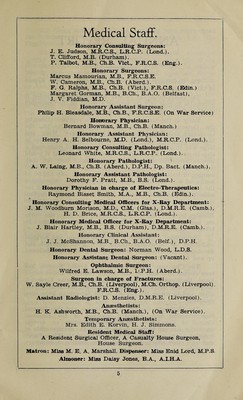 Medical Staff.
Honorary Consulting Surgeons:
J. E. Judson, M.R.C.S., L.R.C.P. (Lond.).
T. Clifford, M.B. (Durham).
P. Talbot, M.B., Ch.B. Vict., F.R.C.S. (Eng.).
Honorary Surgeons:
Marcus Mamourian, M.B., F.R.C.S.E.
W. Cameron, M.B., Ch.B. (Aberd.).
F. G. Ralphs, M.B., Ch.B. (Vict.), F.R.C.S. (Edin.)
Margaret Gorman, M.B., B.Ch., B.A.O. (Belfast).
J. V. Fiddian, M.D.
Honorary Assistant Surgeon:
Philip H. Bleasdale, M.B., Ch.B., F.R.C.S.E. (On War Service)
Honorary Physician:
Bernard Bowman, M.B., Ch.B. (Manch.)
Honorary Assistant Physician:
Henry A. H. Selbourne, M.D. (Lond.), M.R.C.P. (Lond.).
Honorary Consulting Pathologist:
Leonard White, M.R.C.S., L.R.C.P. (Lond.).
Honorary Pathologist:
A. W. Laing, M.B., Ch.B. (Aberd.), D.P.H., Dp. Bact. (Manch.).
Honorary Assistant Pathologist:
Dorothy F. Pratt, M.B., B.S. (Lond.).
Honorary Physician in charge of Electro-Therapeutics:
Raymond Bisset Smith, M.A., M.B., Ch.B. (Edin.).
Honorary Consulting Medical Officers for X-Ray Department:
J. M. Woodburn Morison, M.D., C.M. (Glas.), D.M.R.E. (Camb.),
H. D. Brice, M.R.C.S., L.R.C.P. (Lond.).
Honorary Medical Officer for X-Ray Department:
J. Blair Hartley, M.B., B.S. (Durham), D.M.R.E. (Camb.).
Honorary Clinical Assistant:
J. J. McShannon, M.B., B.Ch., B.A.O. (Belf.), D.P.H.
Honorary Dental Surgeon: Norman Wood, L.D.S.
Honorary Assistant Dental Surgeon: (Vacant).
Ophthalmic Surgeon:
Wilfred E. Lawson, M.B., D.P.H. (Aberd.).
Surgeon in charge of Fractures:
W. Sayle Creer, M.B., Ch.B. (Liverpool), M.Ch. Orthop. (Liverpool)
F.R.C.S. (Eng.).
Assistant Radiologist: D. Menzies, D.M.R.E. (Liverpool).
Anæsthetists:
H. K. Ashworth, M.B., Ch.B. (Manch.), (On War Service).
Temporary Anæsthetists:
Mrs. Edith E. Korvin, H. J. Simmons.
Resident Medical Staff:
A Resident Surgical Officer, A Casualty House Surgeon,
House Surgeon.
Matron: Miss M. E. A. Marshall. Dispenser: Miss Enid Lord, M.P.S.
Almoner: Miss Daisy Jones, B.A., A.I.H.A.
5